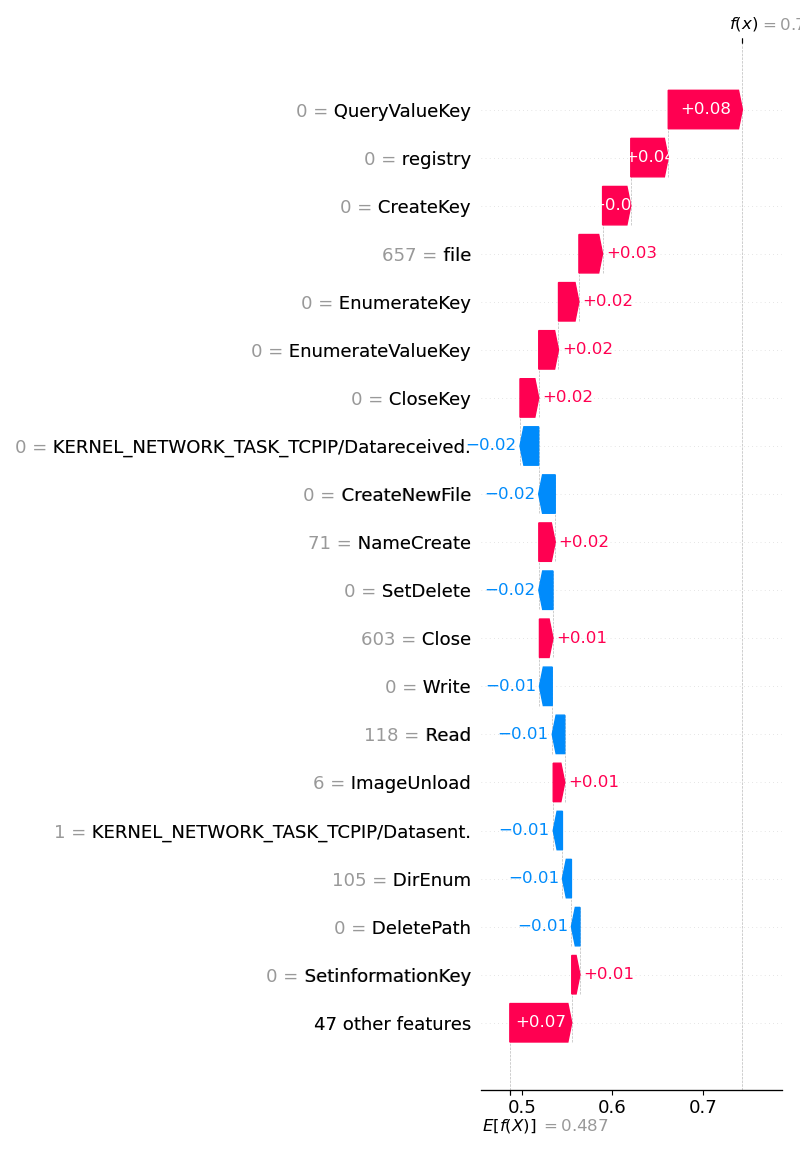 f(x) = 0.7
0 = QueryValueKey +0.08
0 = registry +0.04
0 = CreateKey
657 = file +0.03
0 = EnumerateKey +0.02
0 = EnumerateValueKey +0.02
0 = CloseKey +0.02
0 = KERNEL_NETWORK_TASK_TCPIP/Datareceived. −0.02
0 = CreateNewFile −0.02
71 = NameCreate +0.02
0 = SetDelete −0.02
603 = Close +0.01
0 = Write −0.01
118 = Read −0.01
6 = ImageUnload +0.01
1 = KERNEL_NETWORK_TASK_TCPIP/Datasent. −0.01
105 = DirEnum −0.01
0 = DeletePath −0.01
0 = SetinformationKey +0.01
47 other features +0.07
0.5 0.6 0.7
E[f(X)] = 0.487